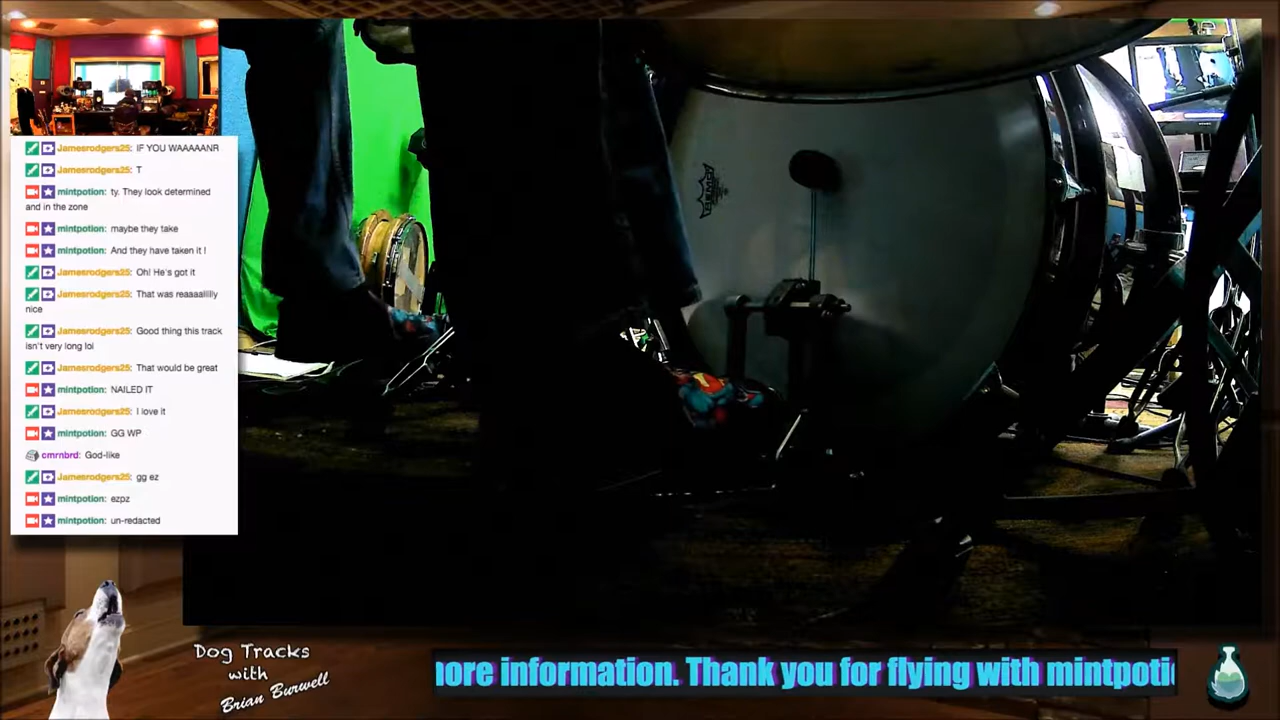 Jamesrodgers25: IF YOU WAAAAANR
Jamesrodgers25: T
mintpotion: ty. They look determined
and in the zone
mintpotion: maybe they take
mintpotion: And they have taken it !
Jamesrodgers25: Oh! He's got it
Jamesrodgers25: That was reaaaallllly
nice
Jamesrodgers25: Good thing this track
isn't very long lol
Jamesrodgers25: That would be great
mintpotion: NAILED IT
Jamesrodgers25: I love it
mintpotion: GG WP
cmrnbrd: God-like
Jamesrodgers25: gg ez
mintpotion: ezpz
mintpotion: un-redacted
REMO
Dog Tracks
with
Brian Burwell
more information. Thank you for flying with mintpoti